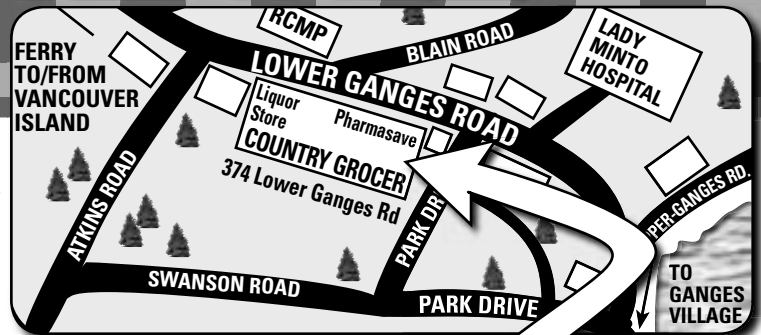 RCMP
BLAIN ROAD
LADY
MINTO
HOSPITAL
FERRY
TO/FROM
VANCOUVER
ISLAND
LOWER GANGES ROAD
Liquor
Store
Pharmasave
COUNTRY GROCER
374 Lower Ganges Rd
ATKINS ROAD
PARK DR
PER-GANGES RD.
SWANSON ROAD
PARK DRIVE
TO
GANGES
VILLAGE